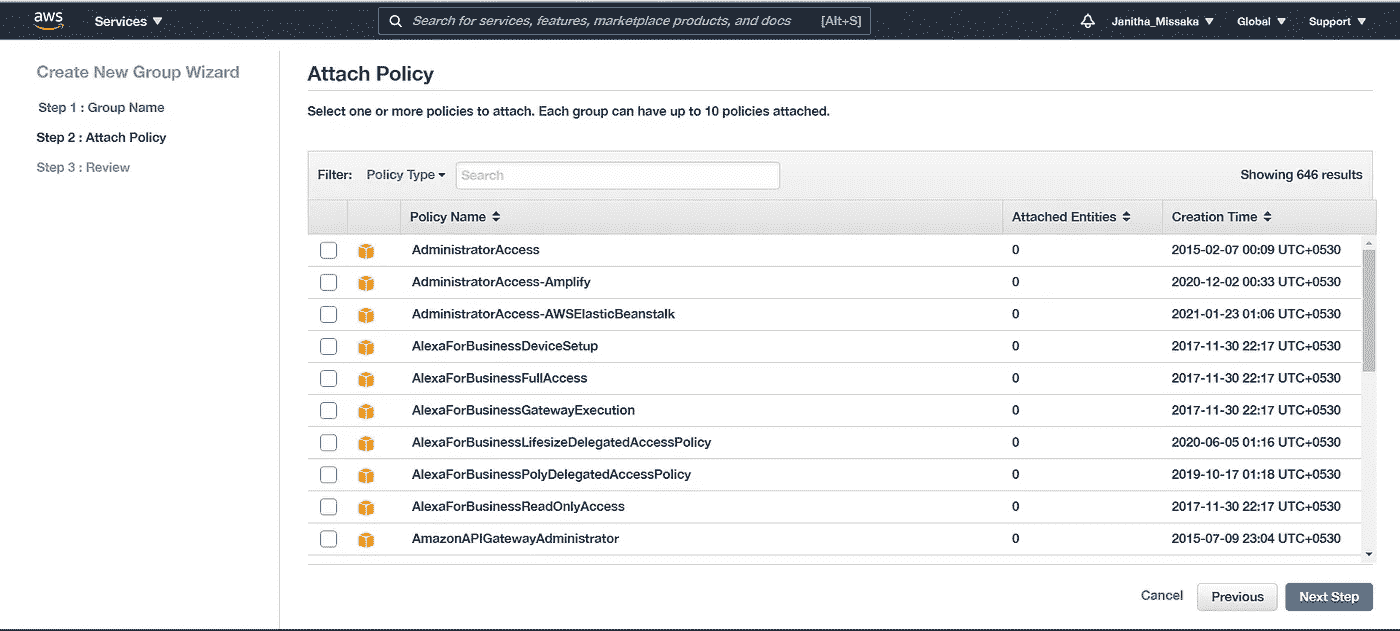 aws Services Search for services, features, marketplace products, and docs [Alt+S] Janitha_Missaka Global Support
Create New Group Wizard
Step 1 : Group Name
Step 2 : Attach Policy
Step 3 : Review
Attach Policy
Select one or more policies to attach. Each group can have up to 10 policies attached.
Filter: Policy Type Search Showing 646 results
Policy Name Attached Entities Creation Time
AdministratorAccess 0 2015-02-07 00:09 UTC+0530
AdministratorAccess-Amplify 0 2020-12-02 00:33 UTC+0530
AdministratorAccess-AWSElasticBeanstalk 0 2021-01-23 01:06 UTC+0530
AlexaForBusinessDeviceSetup 0 2017-11-30 22:17 UTC+0530
AlexaForBusinessFullAccess 0 2017-11-30 22:17 UTC+0530
AlexaForBusinessGatewayExecution 0 2017-11-30 22:17 UTC+0530
AlexaForBusinessLifesizeDelegatedAccessPolicy 0 2020-06-05 01:16 UTC+0530
AlexaForBusinessPolyDelegatedAccessPolicy 0 2019-10-17 01:18 UTC+0530
AlexaForBusinessReadOnlyAccess 0 2017-11-30 22:17 UTC+0530
AmazonAPIGatewayAdministrator 0 2015-07-09 23:04 UTC+0530
Cancel Previous Next Step